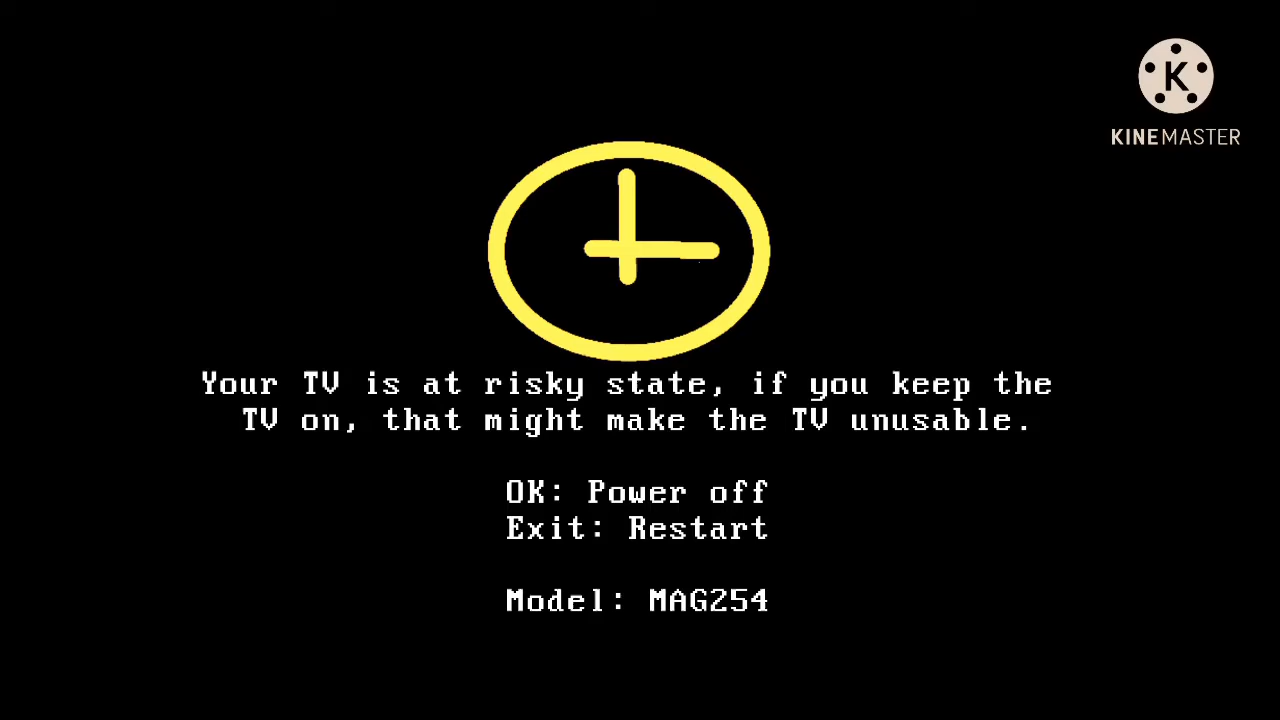 K
KINEMASTER
Your TV is at risky state, if you keep the
TV on, that might make the TV unusable.
OK: Power off
Exit: Restart
Model: MAG254